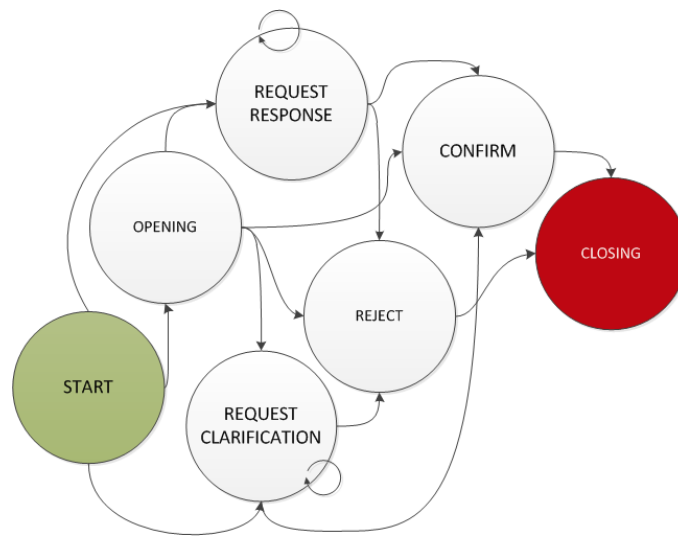 REQUEST
RESPONSE
CONFIRM
OPENING
CLOSING
REJECT
START
REQUEST
CLARIFICATION